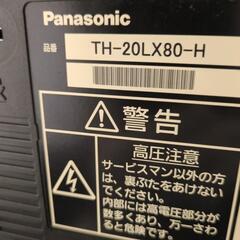 Panasonic
品番 TH-20LX80-H
警告
高圧注意
サービスマン以外の方
は、裏ぶたをあけない
でください。
内部には高電圧部分が
数多くあり、万一さわ
ると危険です。